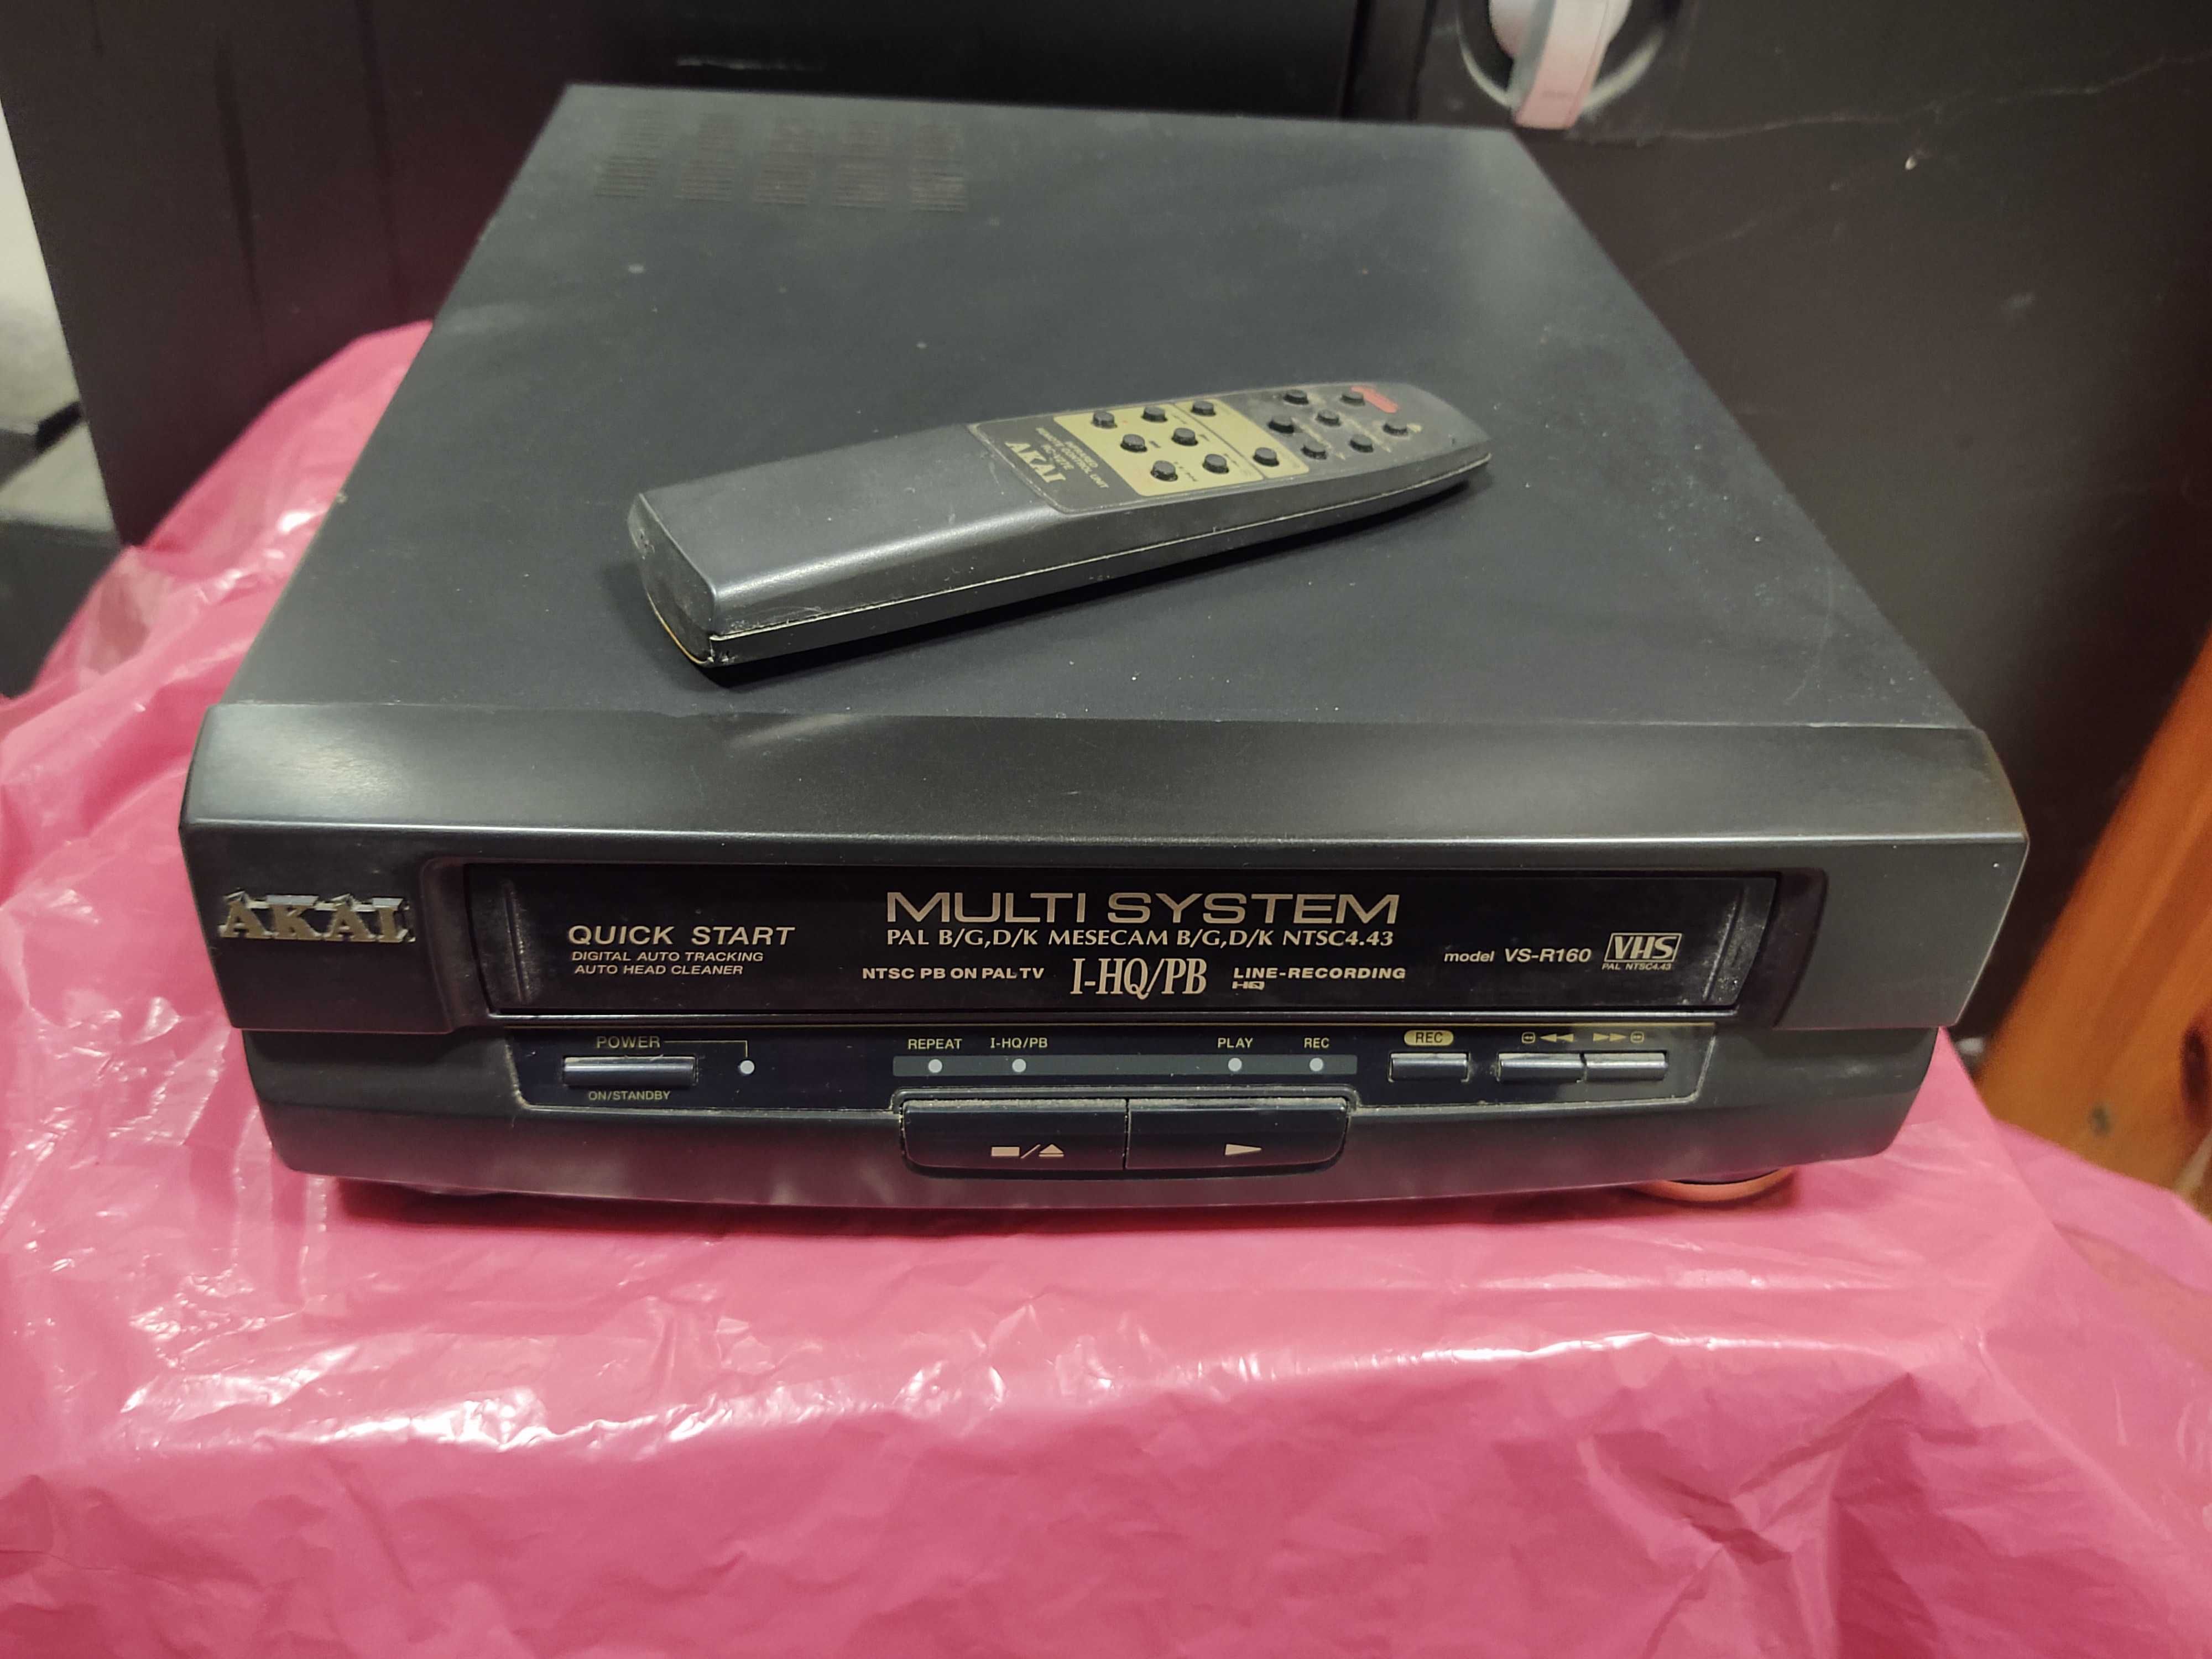 AKAI
AKAI
QUICK START
DIGITAL AUTO TRACKING
AUTO HEAD CLEANER
MULTI SYSTEM
PAL B/G,D/K MESECAM B/G,D/K NTSC4.43
NTSC PB ON PAL TV I-HQ/PB LINE-RECORDING
I-HQ
model VS-R160 VHS
PAL NTSC4.43
POWER
ON/STANDBY
REPEAT I-HQ/PB PLAY REC
REC